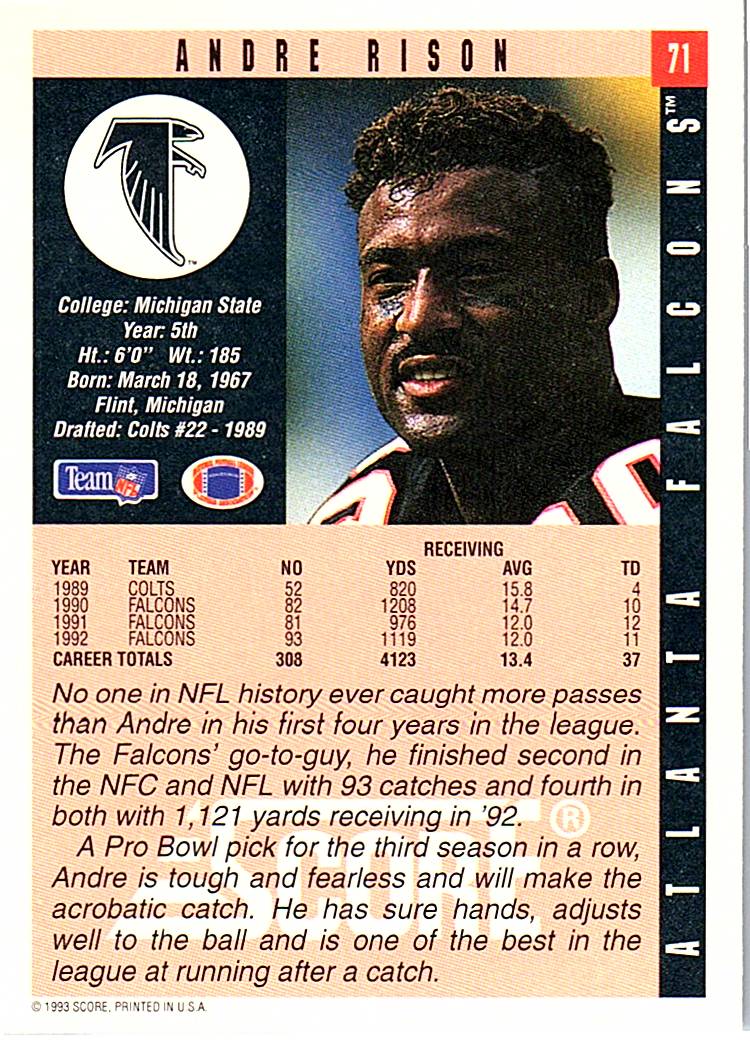 ANDRE RISON
71
ATLANTA FALCONS™
™
College: Michigan State
Year: 5th
Ht.: 6'0" Wt.: 185
Born: March 18, 1967
Flint, Michigan
Drafted: Colts #22 - 1989
Team NFL
RECEIVING
YEAR TEAM NO YDS AVG TD
1989 COLTS 52 820 15.8 4
1990 FALCONS 82 1208 14.7 10
1991 FALCONS 81 976 12.0 12
1992 FALCONS 93 1119 12.0 11
CAREER TOTALS 308 4123 13.4 37
No one in NFL history ever caught more passes
than Andre in his first four years in the league.
The Falcons' go-to-guy, he finished second in
the NFC and NFL with 93 catches and fourth in
both with 1,121 yards receiving in '92.
A Pro Bowl pick for the third season in a row,
Andre is tough and fearless and will make the
acrobatic catch. He has sure hands, adjusts
well to the ball and is one of the best in the
league at running after a catch.
SCORE®
© 1993 SCORE, PRINTED IN U.S.A.